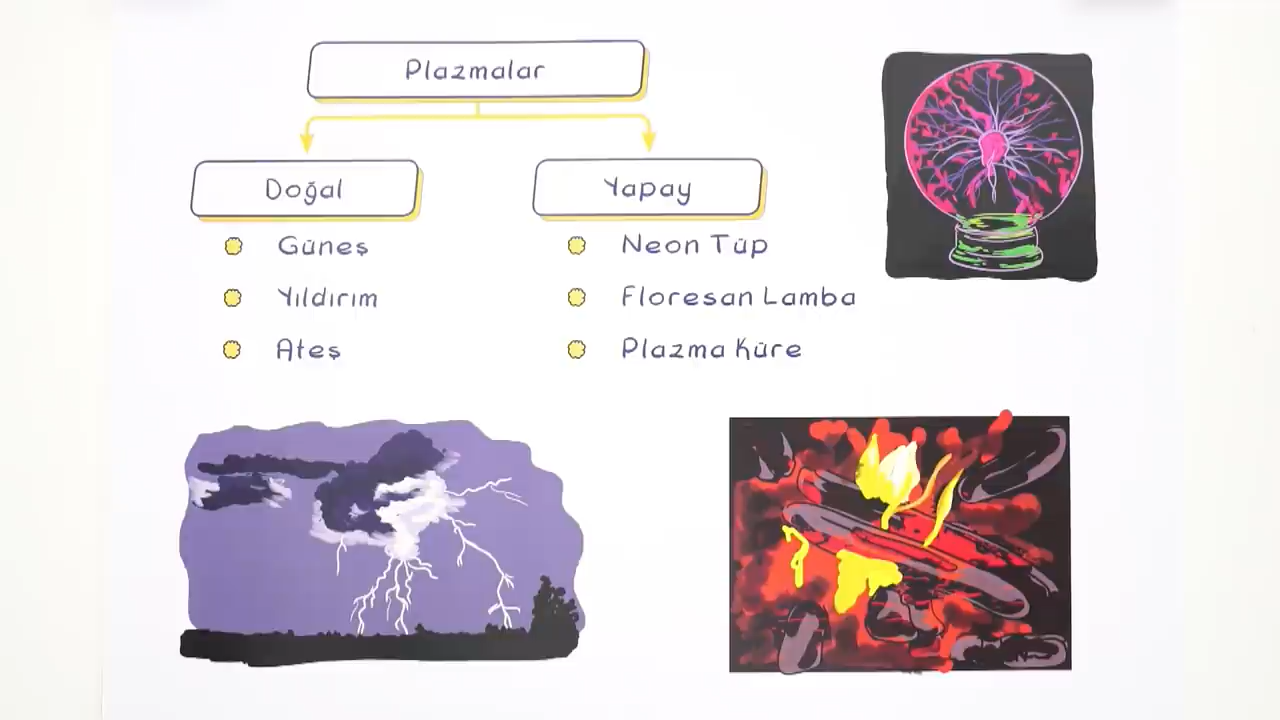 Plazmalar
Doğal
Güneş
Yıldırım
Ateş
Yapay
Neon Tüp
Floresan Lamba
Plazma Küre